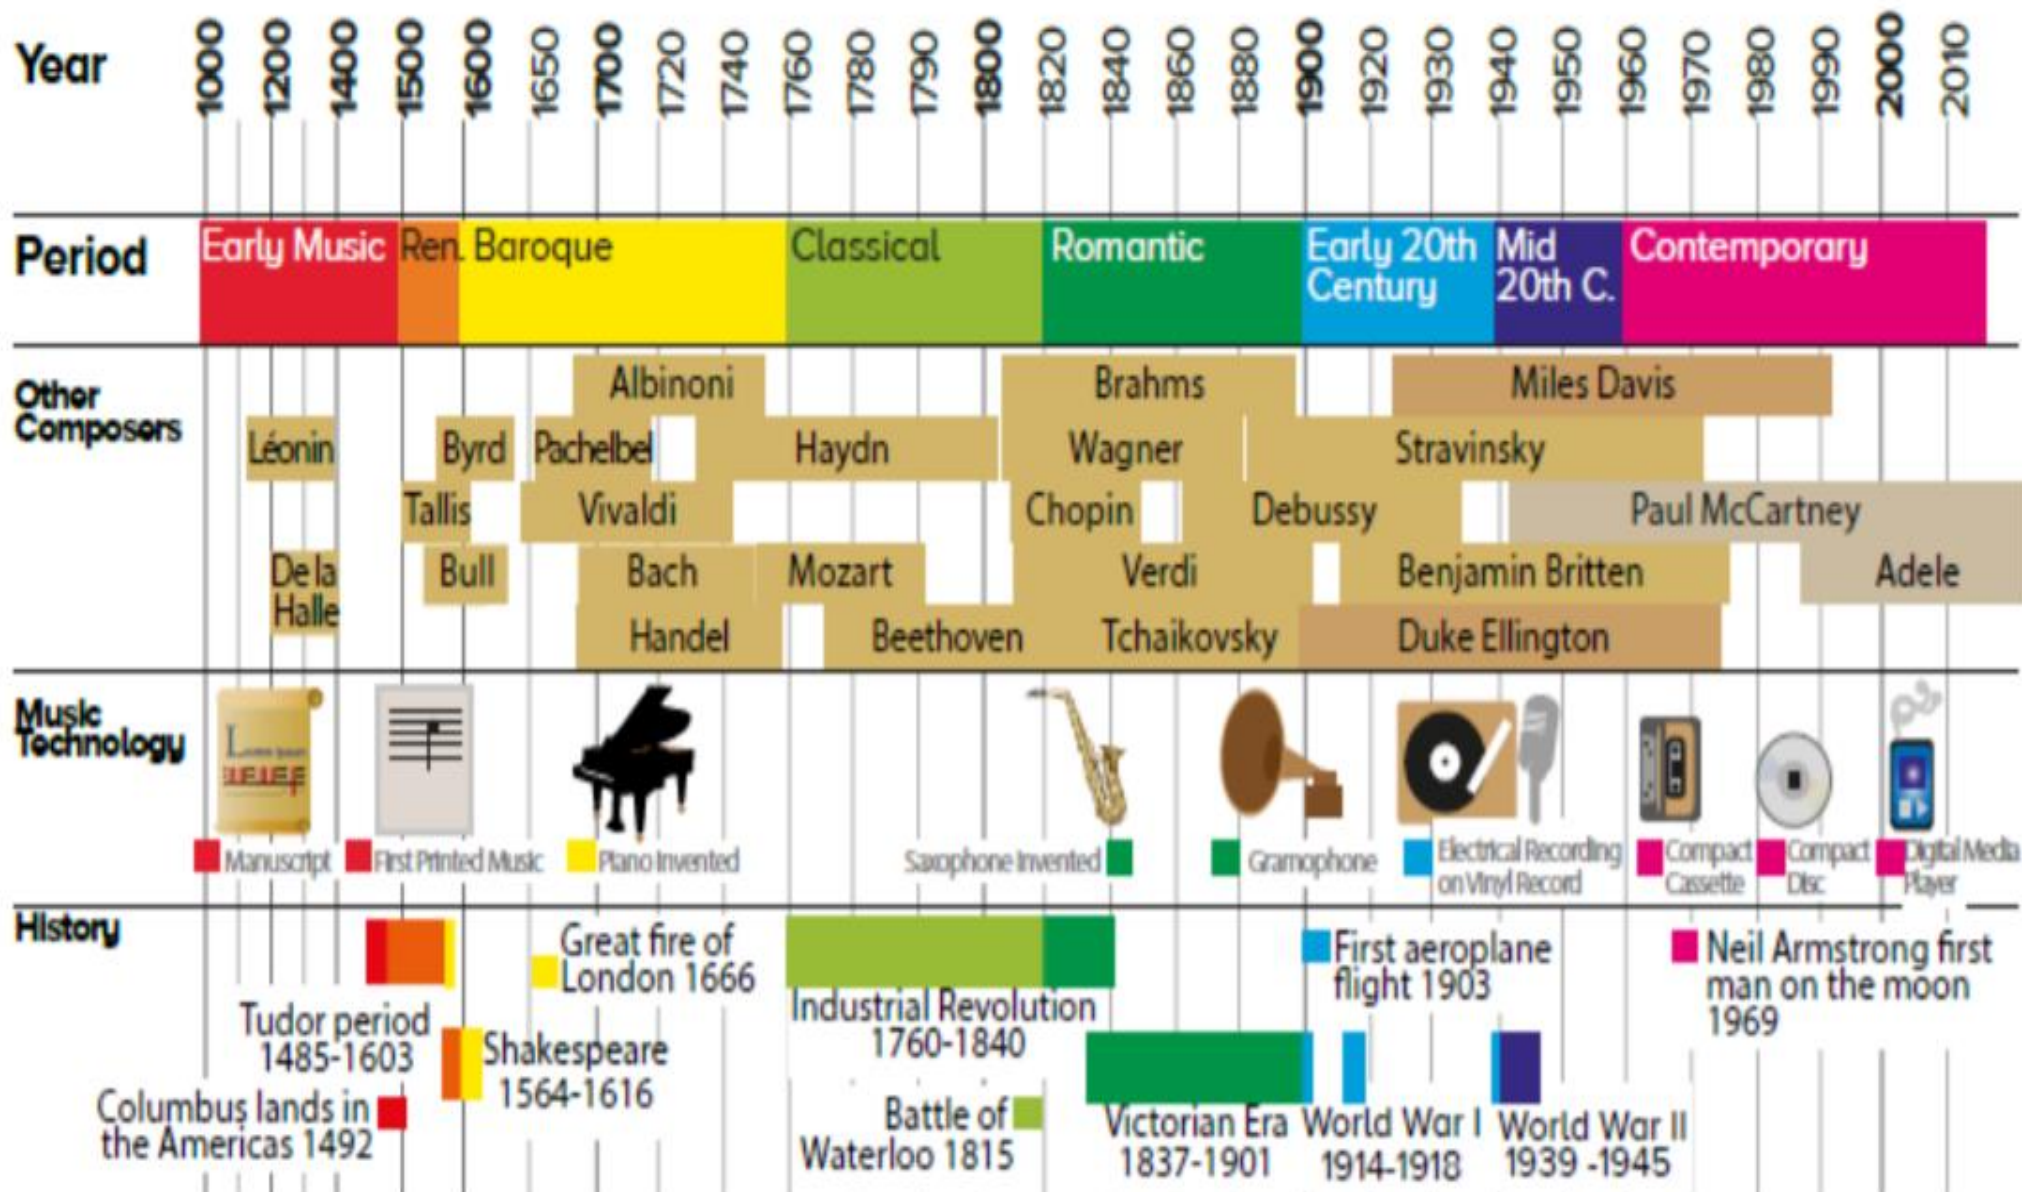 Year
1000 1200 1400 1500 1600 1650 1700 1720 1740 1760 1780 1790 1800 1820 1840 1860 1880 1900 1920 1930 1940 1950 1960 1970 1980 1990 2000 2010
Period
Early Music
Ren.
Baroque
Classical
Romantic
Early 20th
Century
Mid
20th C.
Contemporary
Other
Composers
Albinoni
Brahms
Miles Davis
Léonin
Byrd
Pachelbel
Haydn
Wagner
Stravinsky
Tallis
Vivaldi
Chopin
Debussy
Paul McCartney
De la
Halle
Bull
Bach
Mozart
Verdi
Benjamin Britten
Adele
Handel
Beethoven
Tchaikovsky
Duke Ellington
Music
Technology
Manuscript
First Printed Music
Piano Invented
Saxophone Invented
Gramophone
Electrical Recording
on Vinyl Record
Compact
Cassette
Compact
Disc
Digital Media
Player
History
Tudor period
1485-1603
Columbus lands in
the Americas 1492
Great fire of
London 1666
Shakespeare
1564-1616
Industrial Revolution
1760-1840
Battle of
Waterloo 1815
Victorian Era
1837-1901
First aeroplane
flight 1903
World War I
1914-1918
World War II
1939 -1945
Neil Armstrong first
man on the moon
1969